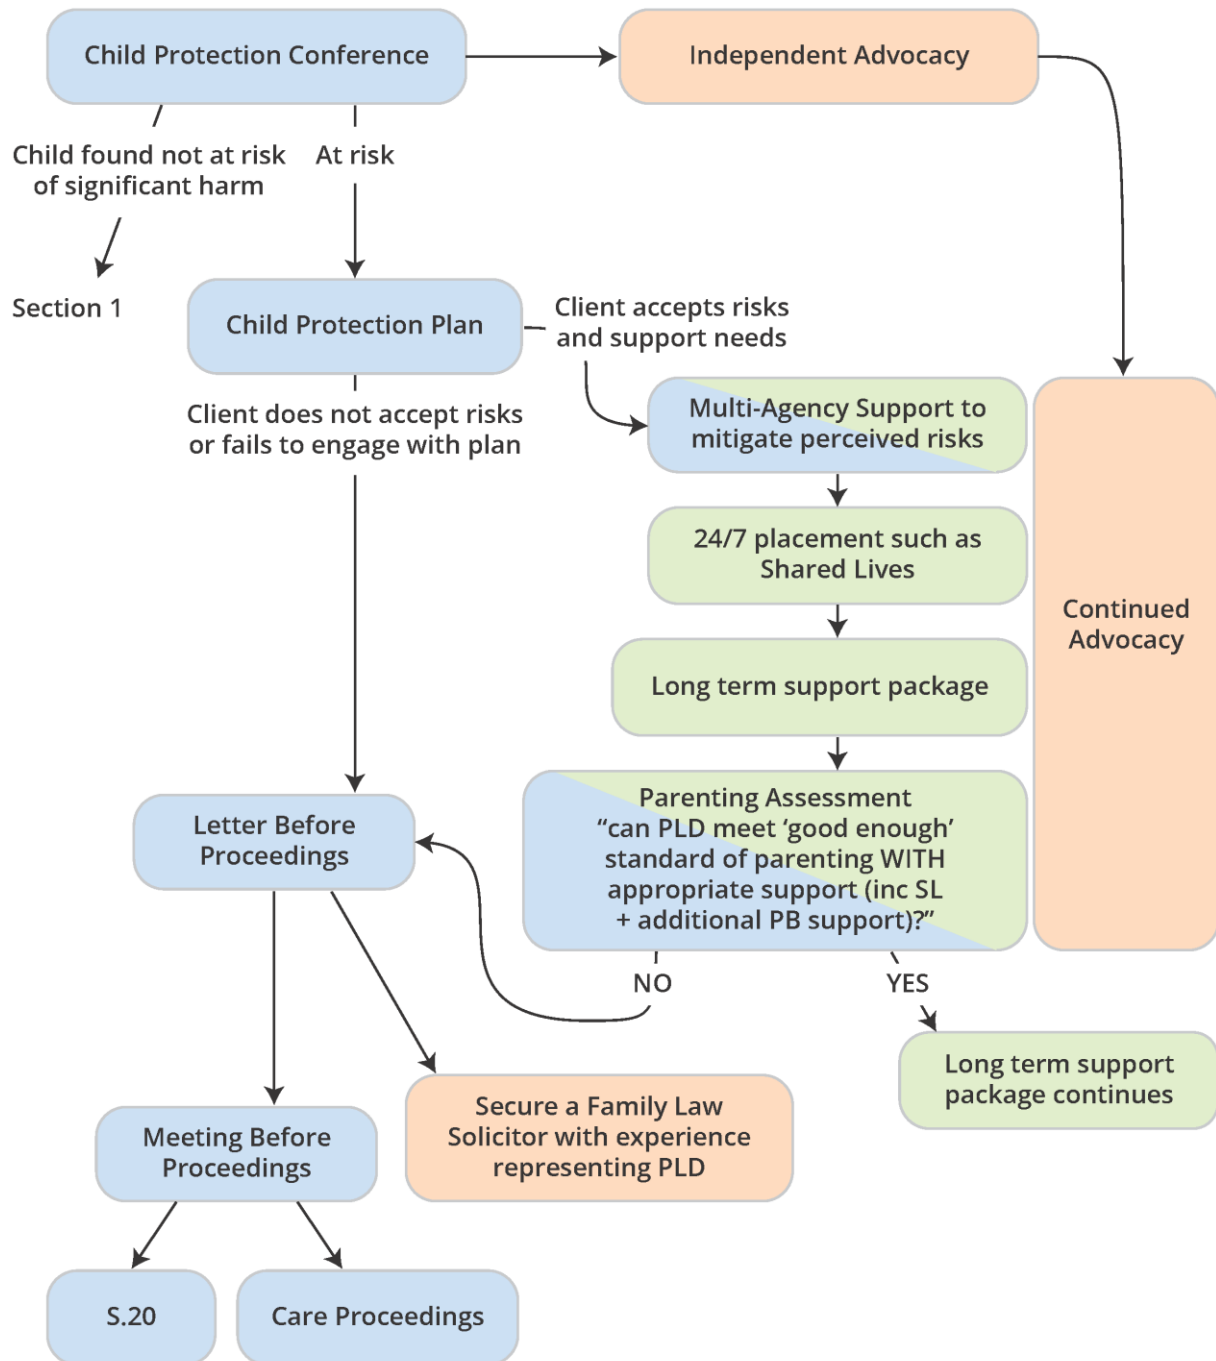 Child Protection Conference
Independent Advocacy
Child found not at risk
of significant harm
At risk
Section 1
Child Protection Plan
Client accepts risks
and support needs
Client does not accept risks
or fails to engage with plan
Multi-Agency Support to
mitigate perceived risks
24/7 placement such as
Shared Lives
Continued
Advocacy
Long term support package
Parenting Assessment
“can PLD meet ‘good enough’
standard of parenting WITH
appropriate support (inc SL
+ additional PB support)?”
Letter Before
Proceedings
NO
YES
Long term support
package continues
Secure a Family Law
Solicitor with experience
representing PLD
Meeting Before
Proceedings
S.20
Care Proceedings